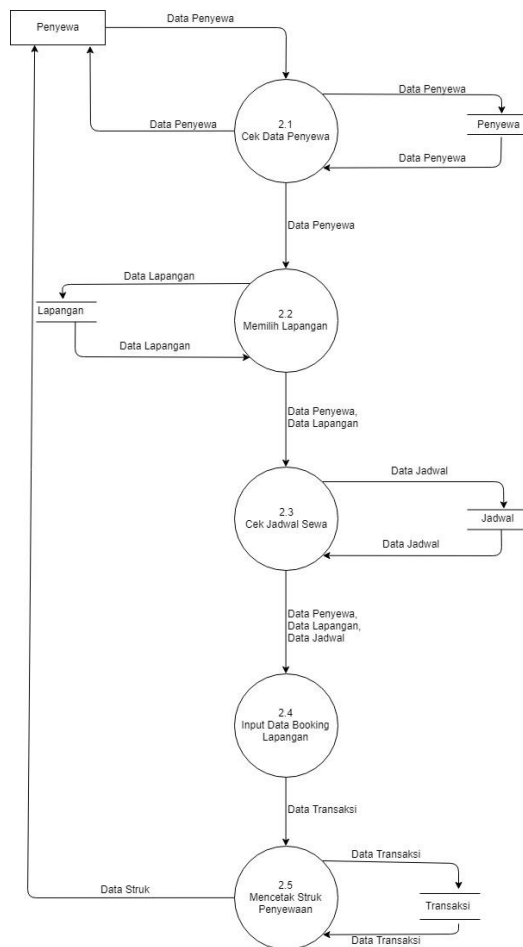 Penyewa
Data Penyewa
Data Penyewa
2.1
Cek Data Penyewa
Data Penyewa
Penyewa
Data Penyewa
Data Penyewa
Data Lapangan
Lapangan
Data Lapangan
2.2
Memilih Lapangan
Data Penyewa,
Data Lapangan
2.3
Cek Jadwal Sewa
Data Jadwal
Jadwal
Data Jadwal
Data Penyewa,
Data Lapangan,
Data Jadwal
2.4
Input Data Booking
Lapangan
Data Transaksi
2.5
Mencetak Struk
Penyewaan
Data Struk
Data Transaksi
Transaksi
Data Transaksi